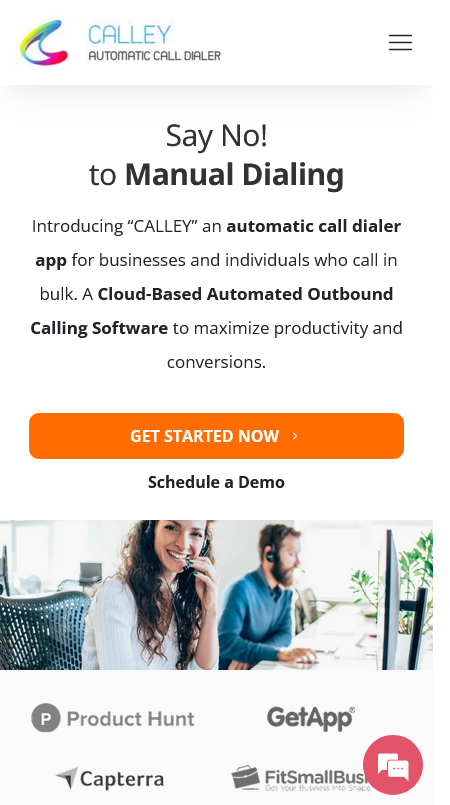 CALLEY
AUTOMATIC CALL DIALER
Say No!
to Manual Dialing
Introducing “CALLEY” an automatic call dialer
app for businesses and individuals who call in
bulk. A Cloud-Based Automated Outbound
Calling Software to maximize productivity and
conversions.
GET STARTED NOW
Schedule a Demo
P Product Hunt
GetApp®
Capterra
FitSmallBusi
Get Your Business Into Shape